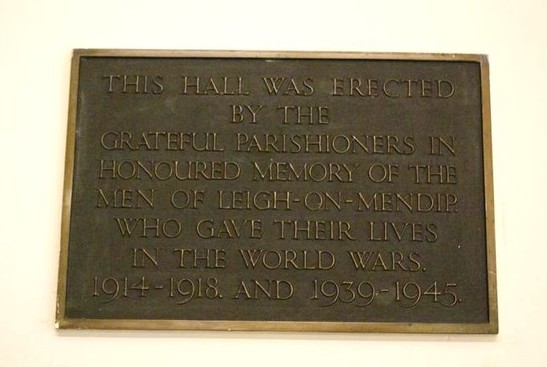 THIS HALL WAS ERECTED
BY THE
GRATEFUL PARISHIONERS IN
HONOURED MEMORY OF THE
MEN OF LEIGH-ON-MENDIP.
WHO GAVE THEIR LIVES
IN THE WORLD WARS.
1914-1918. AND 1939-1945.